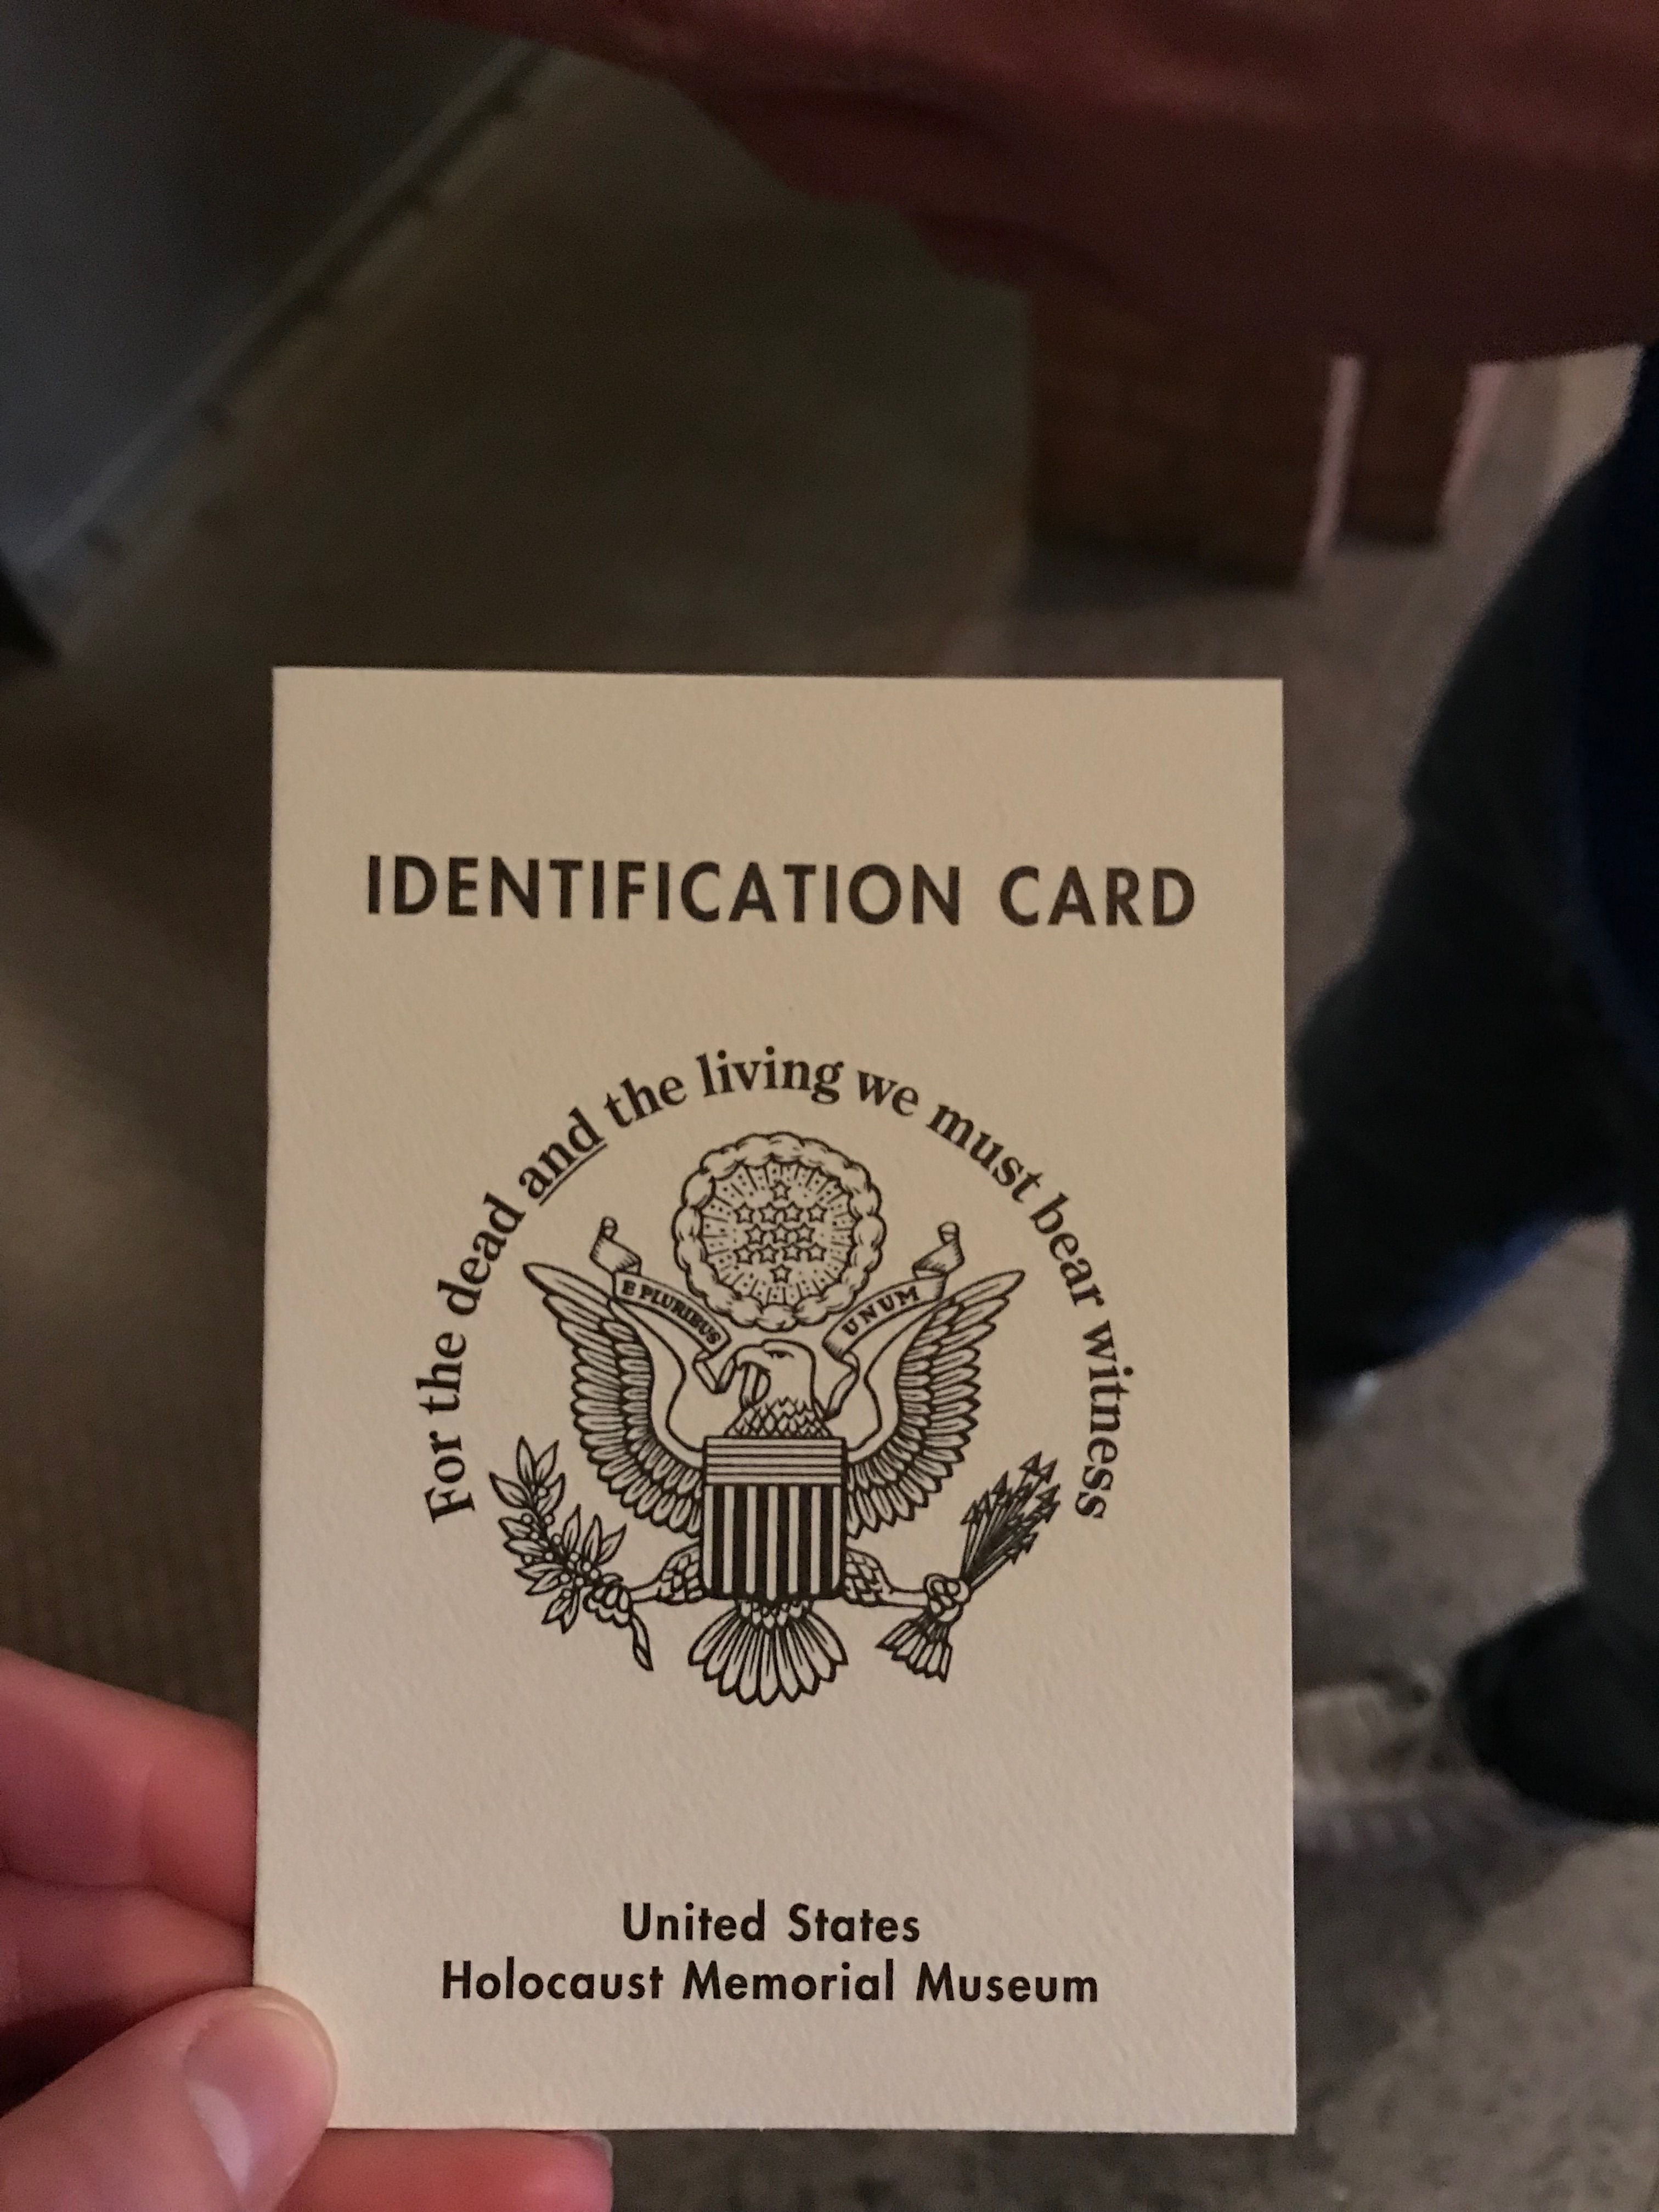 IDENTIFICATION CARD
For the dead and the living we must bear witness
E PLURIBUS UNUM
United States
Holocaust Memorial Museum